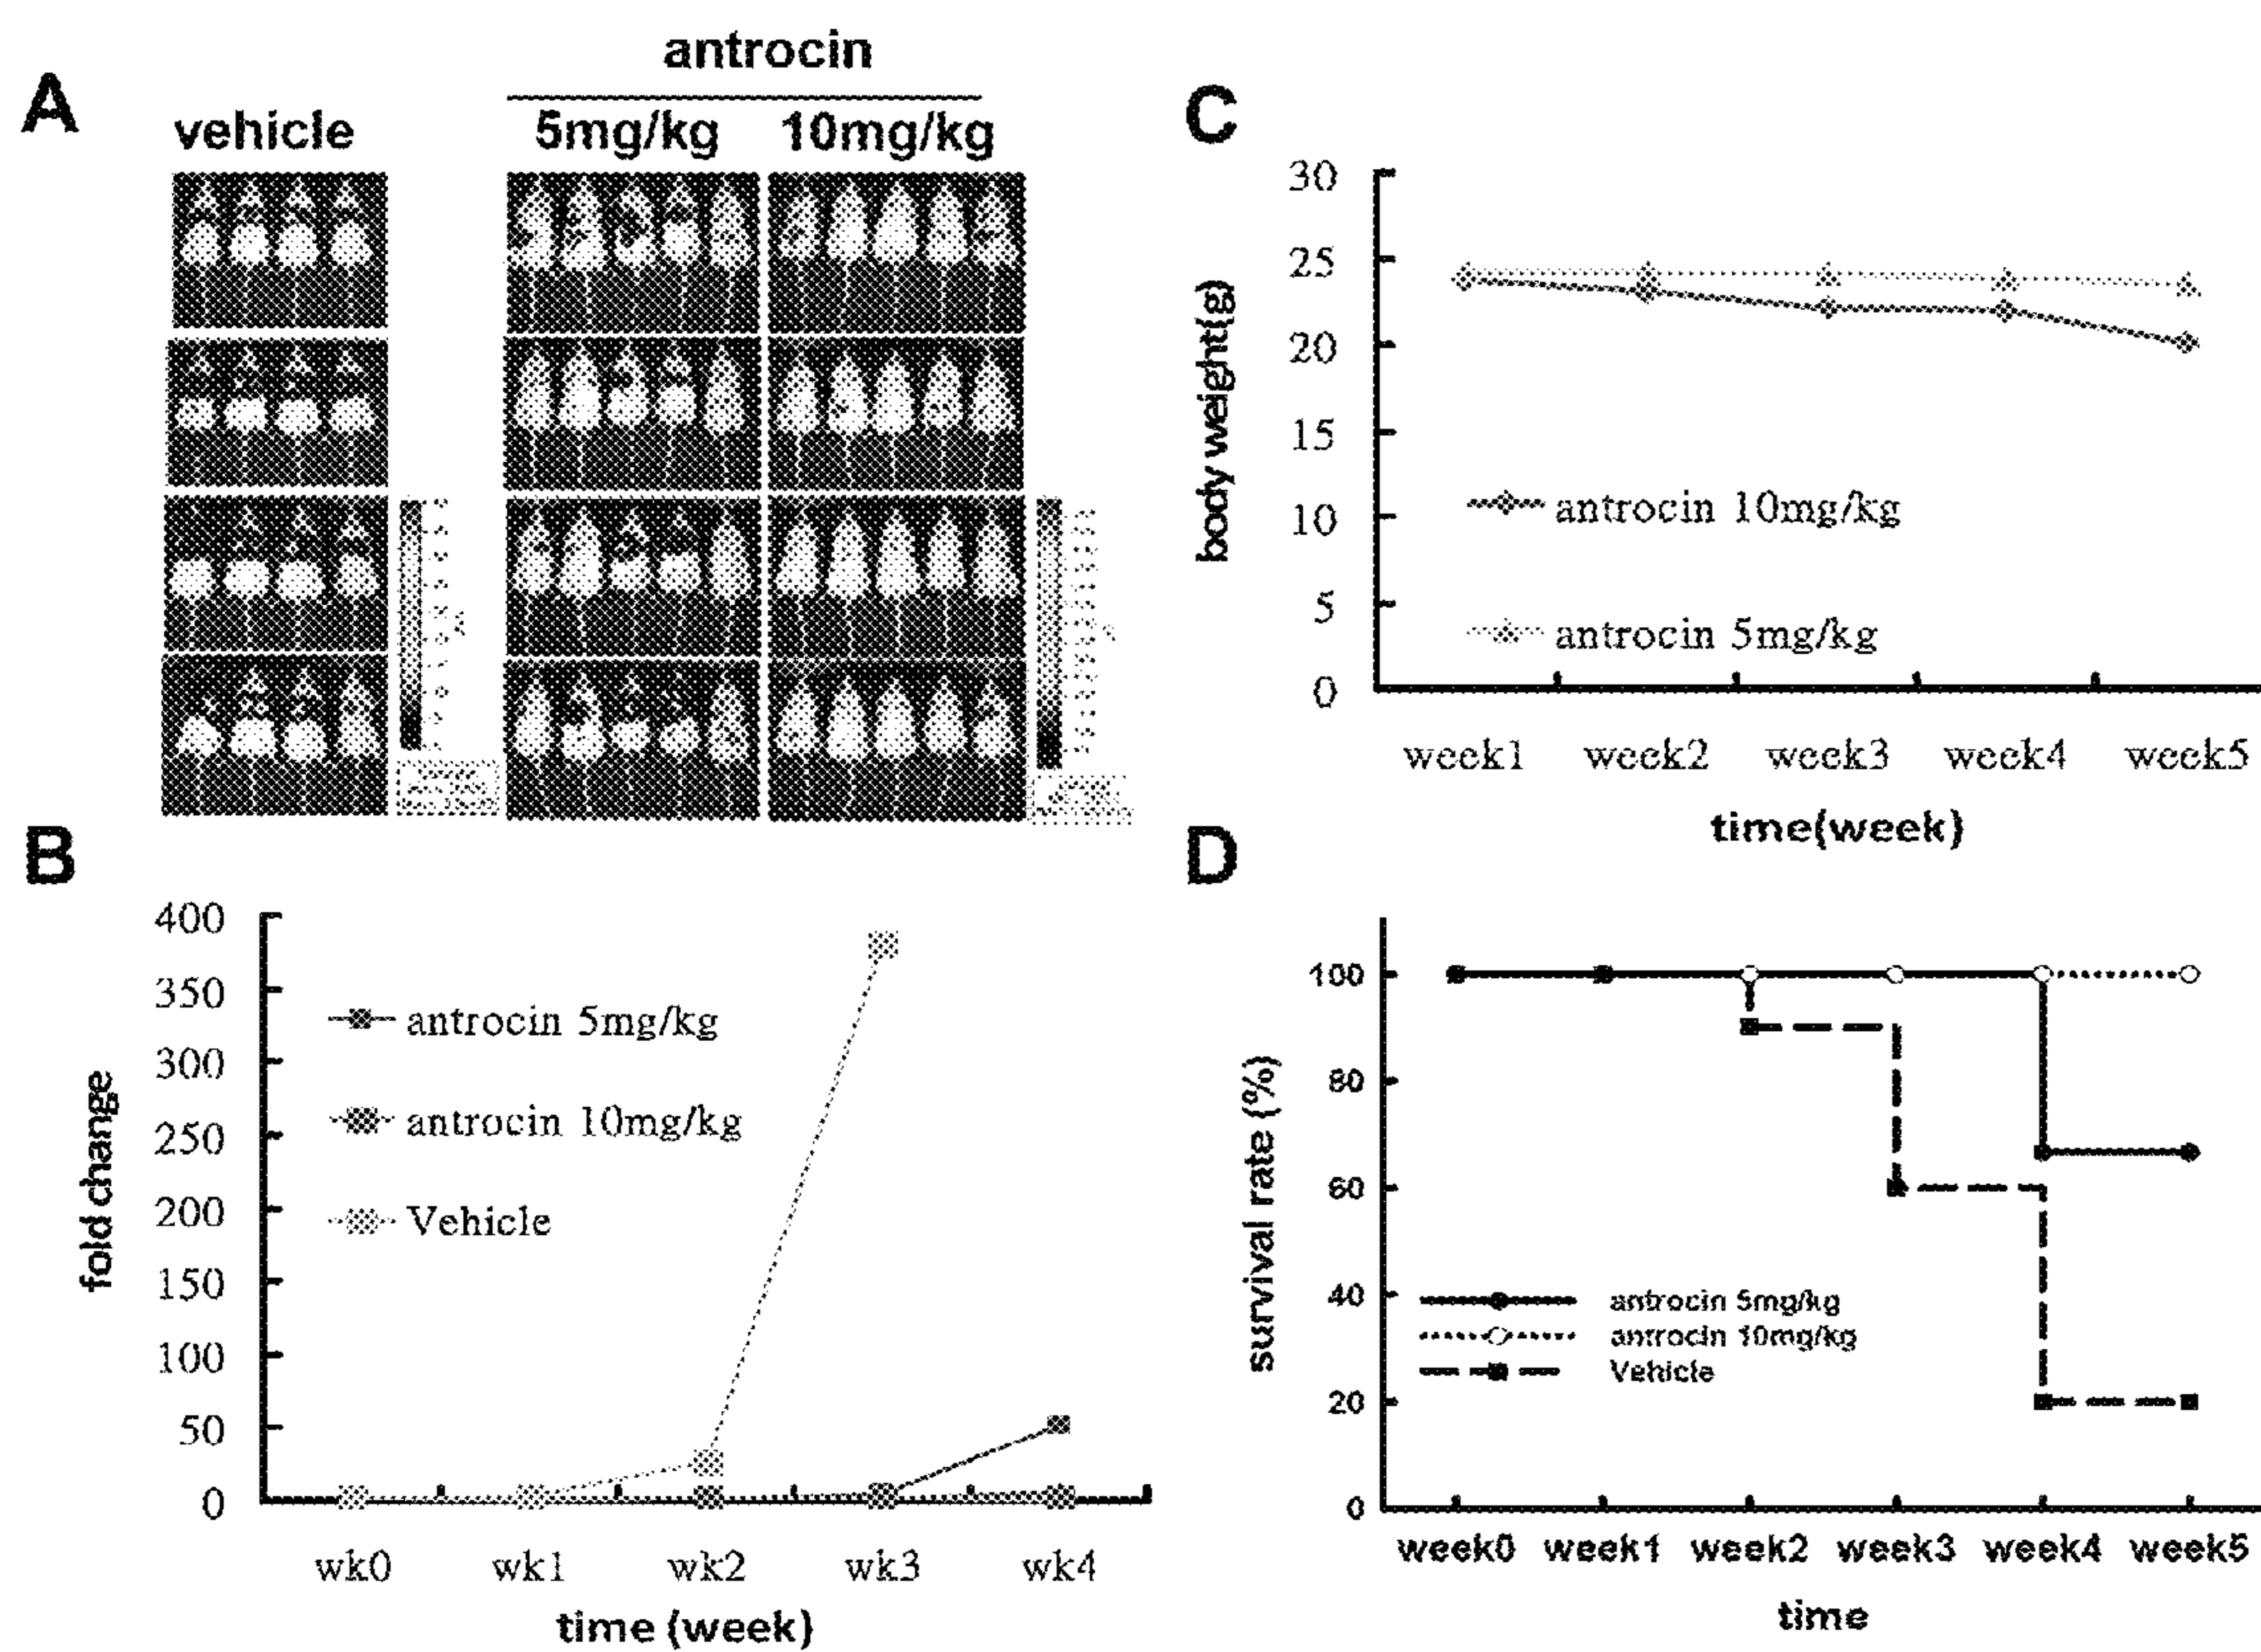 A
antrocin
vehicle
5mg/kg 10mg/kg
B
400
350
300
250
200
150
100
50
0
fold change
antrocin 5mg/kg
antrocin 10mg/kg
Vehicle
wk0 wk1 wk2 wk3 wk4
time (week)
C
30
25
20
15
10
5
0
body weight(g)
antrocin 10mg/kg
antrocin 5mg/kg
week1 week2 week3 week4 week5
time(week)
D
100
80
60
40
20
0
survival rate (%)
antrocin 5mg/kg
antrocin 10mg/kg
Vehicle
week0 week1 week2 week3 week4 week5
time